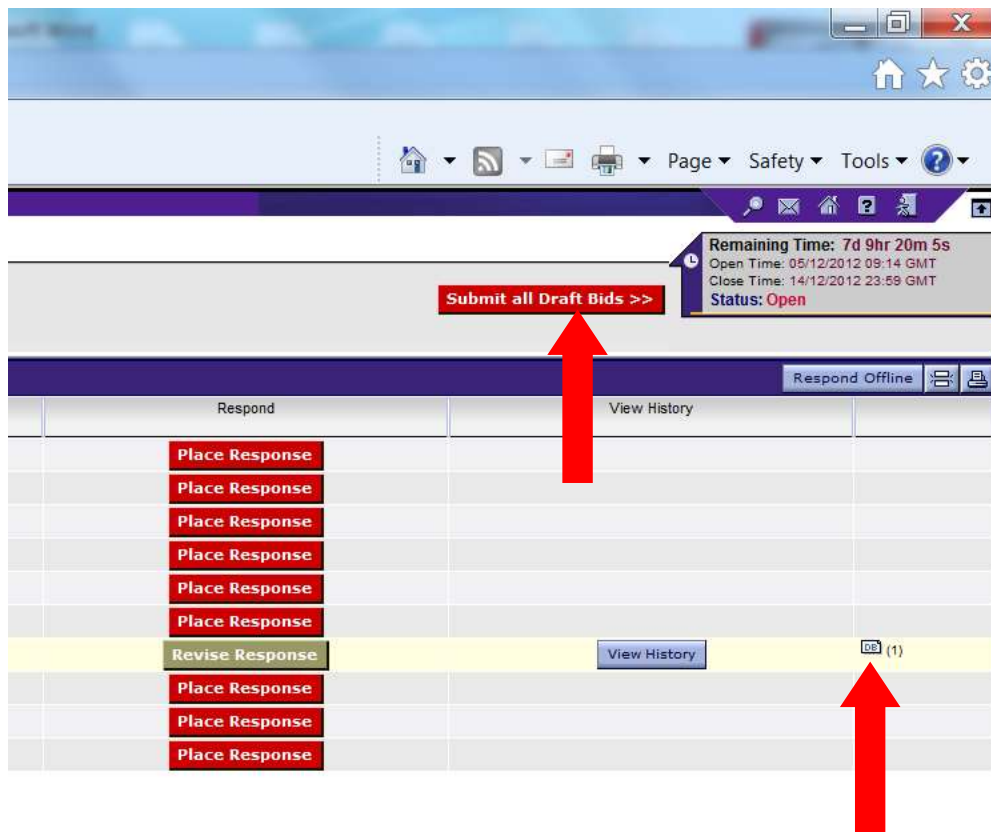 X
Page Safety Tools ?
?
Remaining Time: 7d 9hr 20m 5s
Open Time: 05/12/2012 09:14 GMT
Close Time: 14/12/2012 23:59 GMT
Status: Open
Submit all Draft Bids >>
Respond Offline
Respond View History
Place Response
Place Response
Place Response
Place Response
Place Response
Place Response
Revise Response View History DB (1)
Place Response
Place Response
Place Response